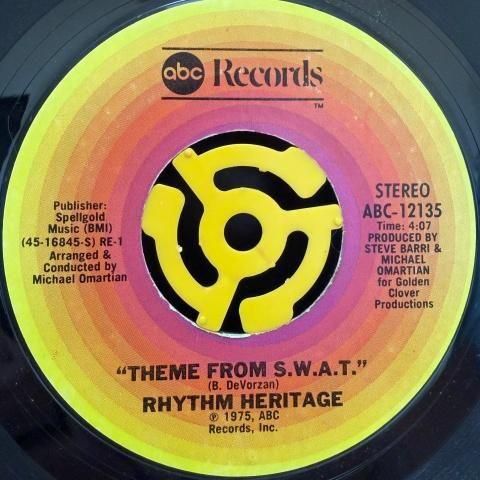 abc Records
TM
Publisher:
Spellgold
Music (BMI)
(45-16845-S) RE-1
Arranged &
Conducted by
Michael Omartian
STEREO
ABC-12135
Time: 4:07
PRODUCED BY
STEVE BARRI &
MICHAEL
OMARTIAN
for Golden
Clover
Productions
"THEME FROM S.W.A.T."
(B. DeVorzan)
RHYTHM HERITAGE
℗ 1975, ABC
Records, Inc.